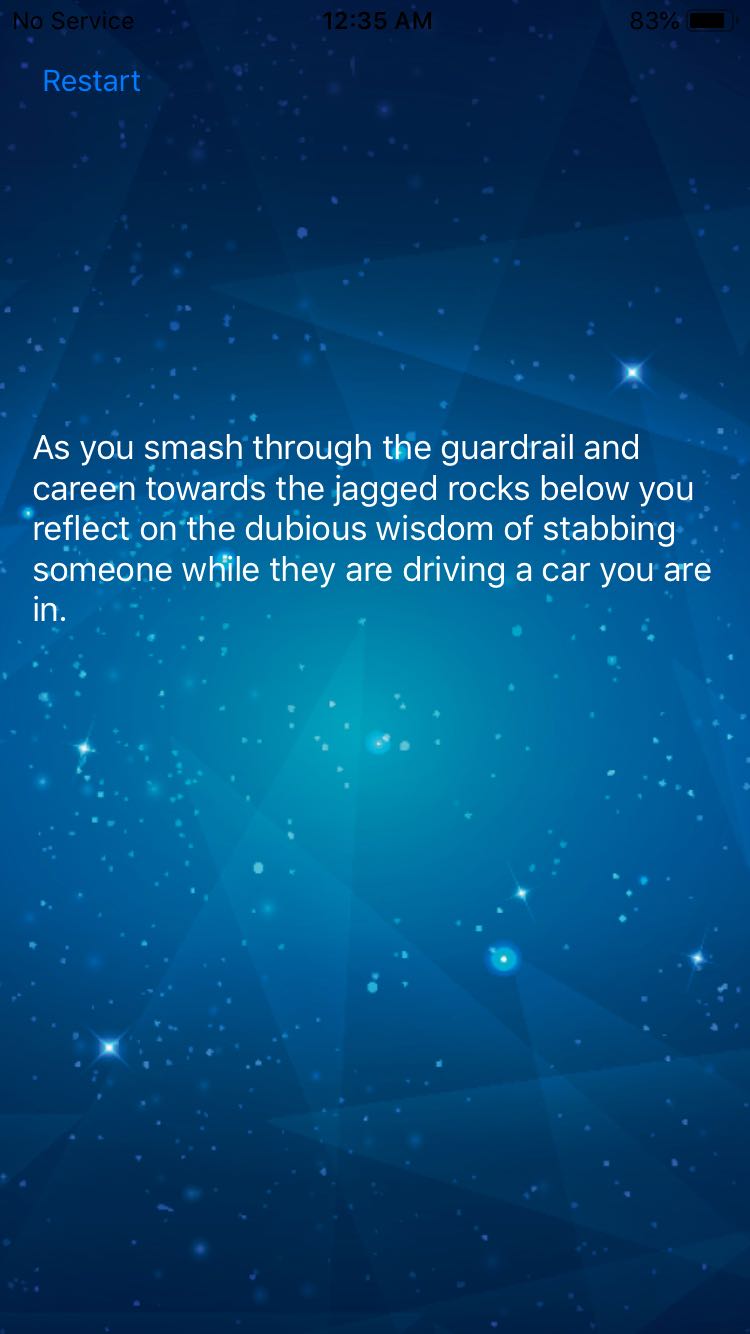 No Service 12:35 AM 83%
Restart
As you smash through the guardrail and
careen towards the jagged rocks below you
reflect on the dubious wisdom of stabbing
someone while they are driving a car you are
in.